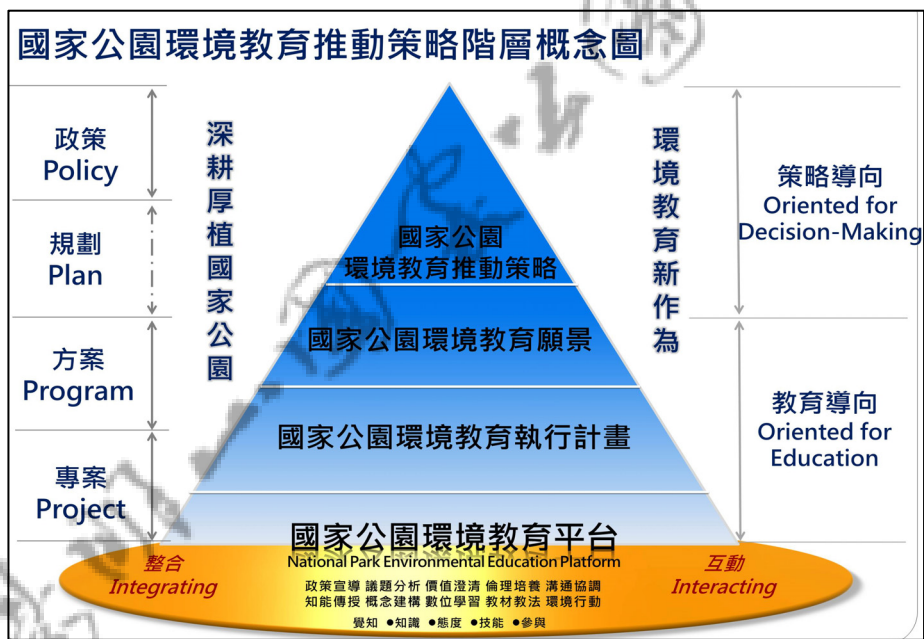 國家公園環境教育推動策略階層概念圖
政策
Policy
規劃
Plan
方案
Program
專案
Project
深耕厚植國家公園
環境教育新作為
策略導向
Oriented for
Decision-Making
教育導向
Oriented for
Education
國家公園
環境教育推動策略
國家公園環境教育願景
國家公園環境教育執行計畫
國家公園環境教育平台
National Park Environmental Education Platform
整合
Integrating
互動
Interacting
政策宣導 議題分析 價值澄清 倫理培養 溝通協調
知能傳授 概念建構 數位學習 教材教法 環境行動
覺知 ●知識 ●態度 ●技能 ●參與